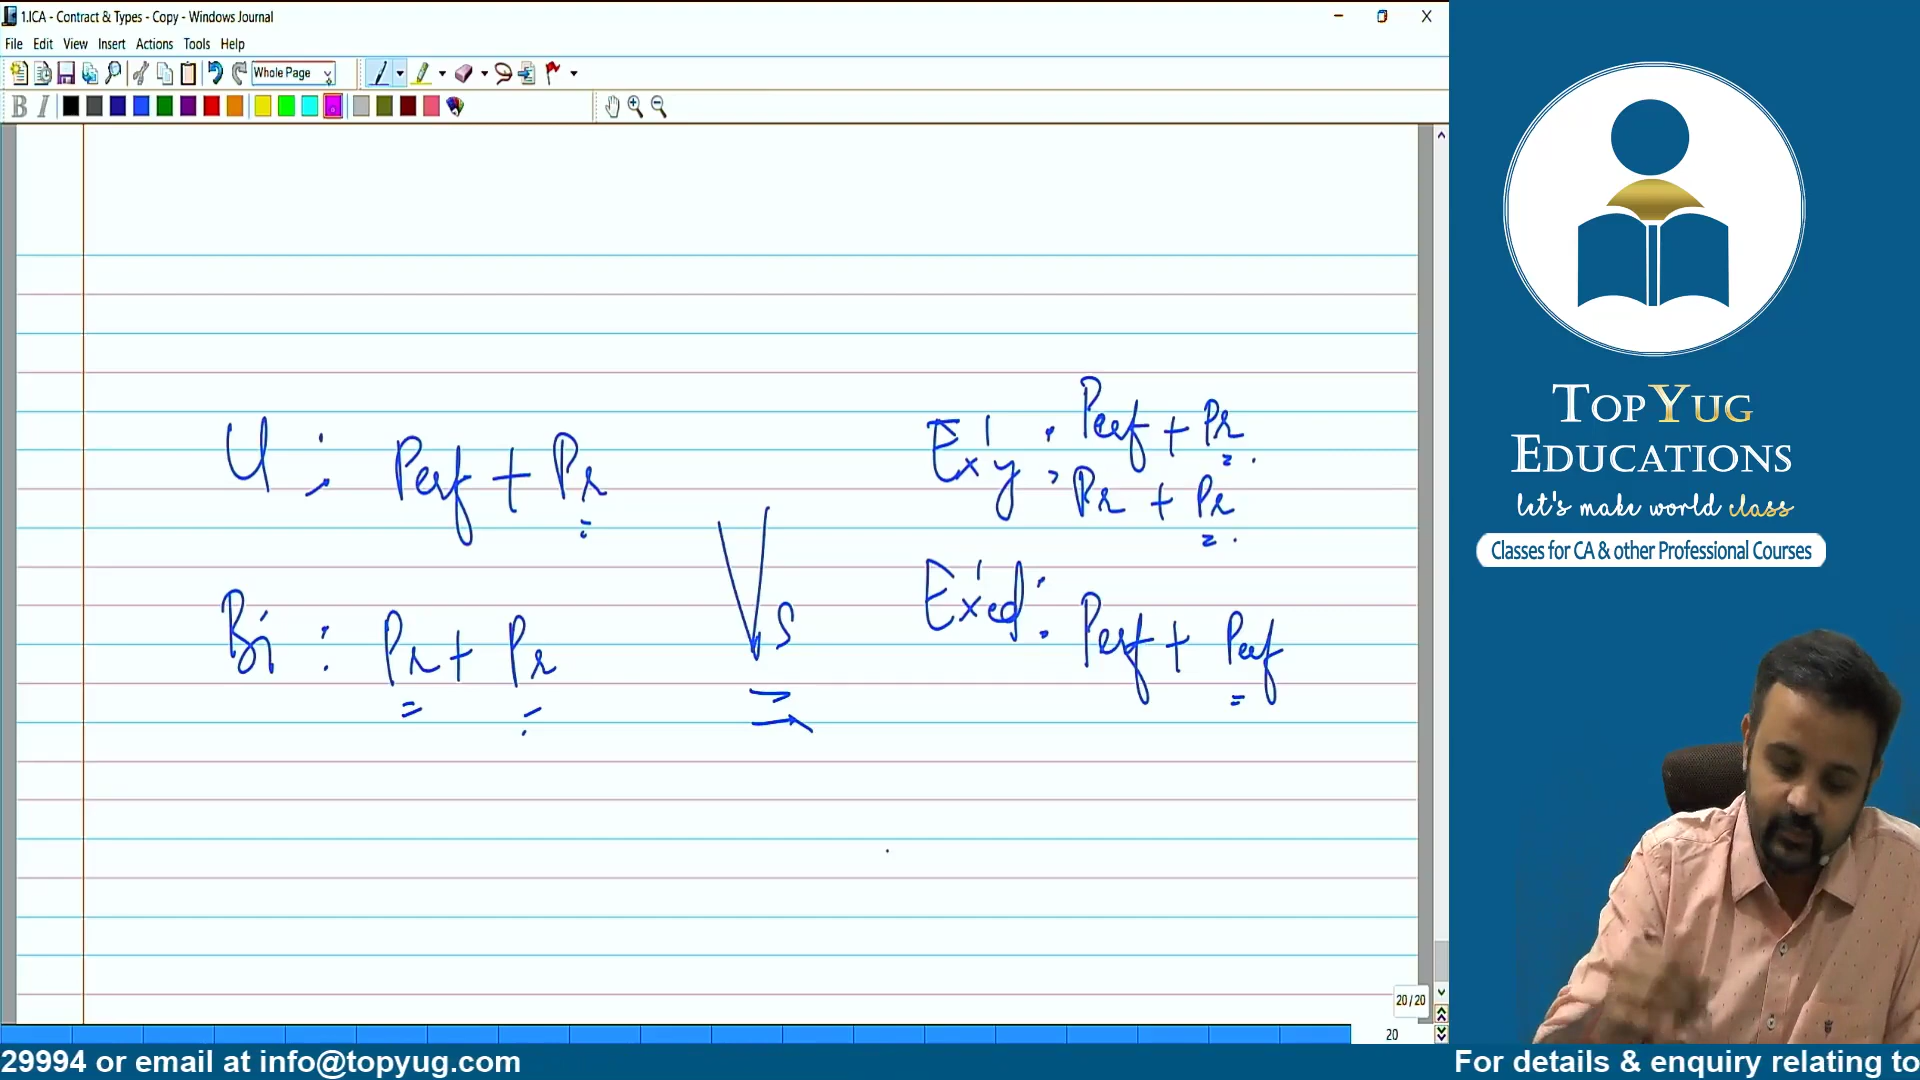 1.ICA - Contract & Types - Copy - Windows Journal
File Edit View Insert Actions Tools Help
Whole Page
B I
U : Perf + Pr
Bi : Pr + Pr
Vs
Ex'y : Perf + Pr
Pr + Pr
Ex'ed : Perf + Perf
20 / 20
20
TOPYUG
EDUCATIONS
let's make world class
Classes for CA & other Professional Courses
29994 or email at info@topyug.com
For details & enquiry relating to